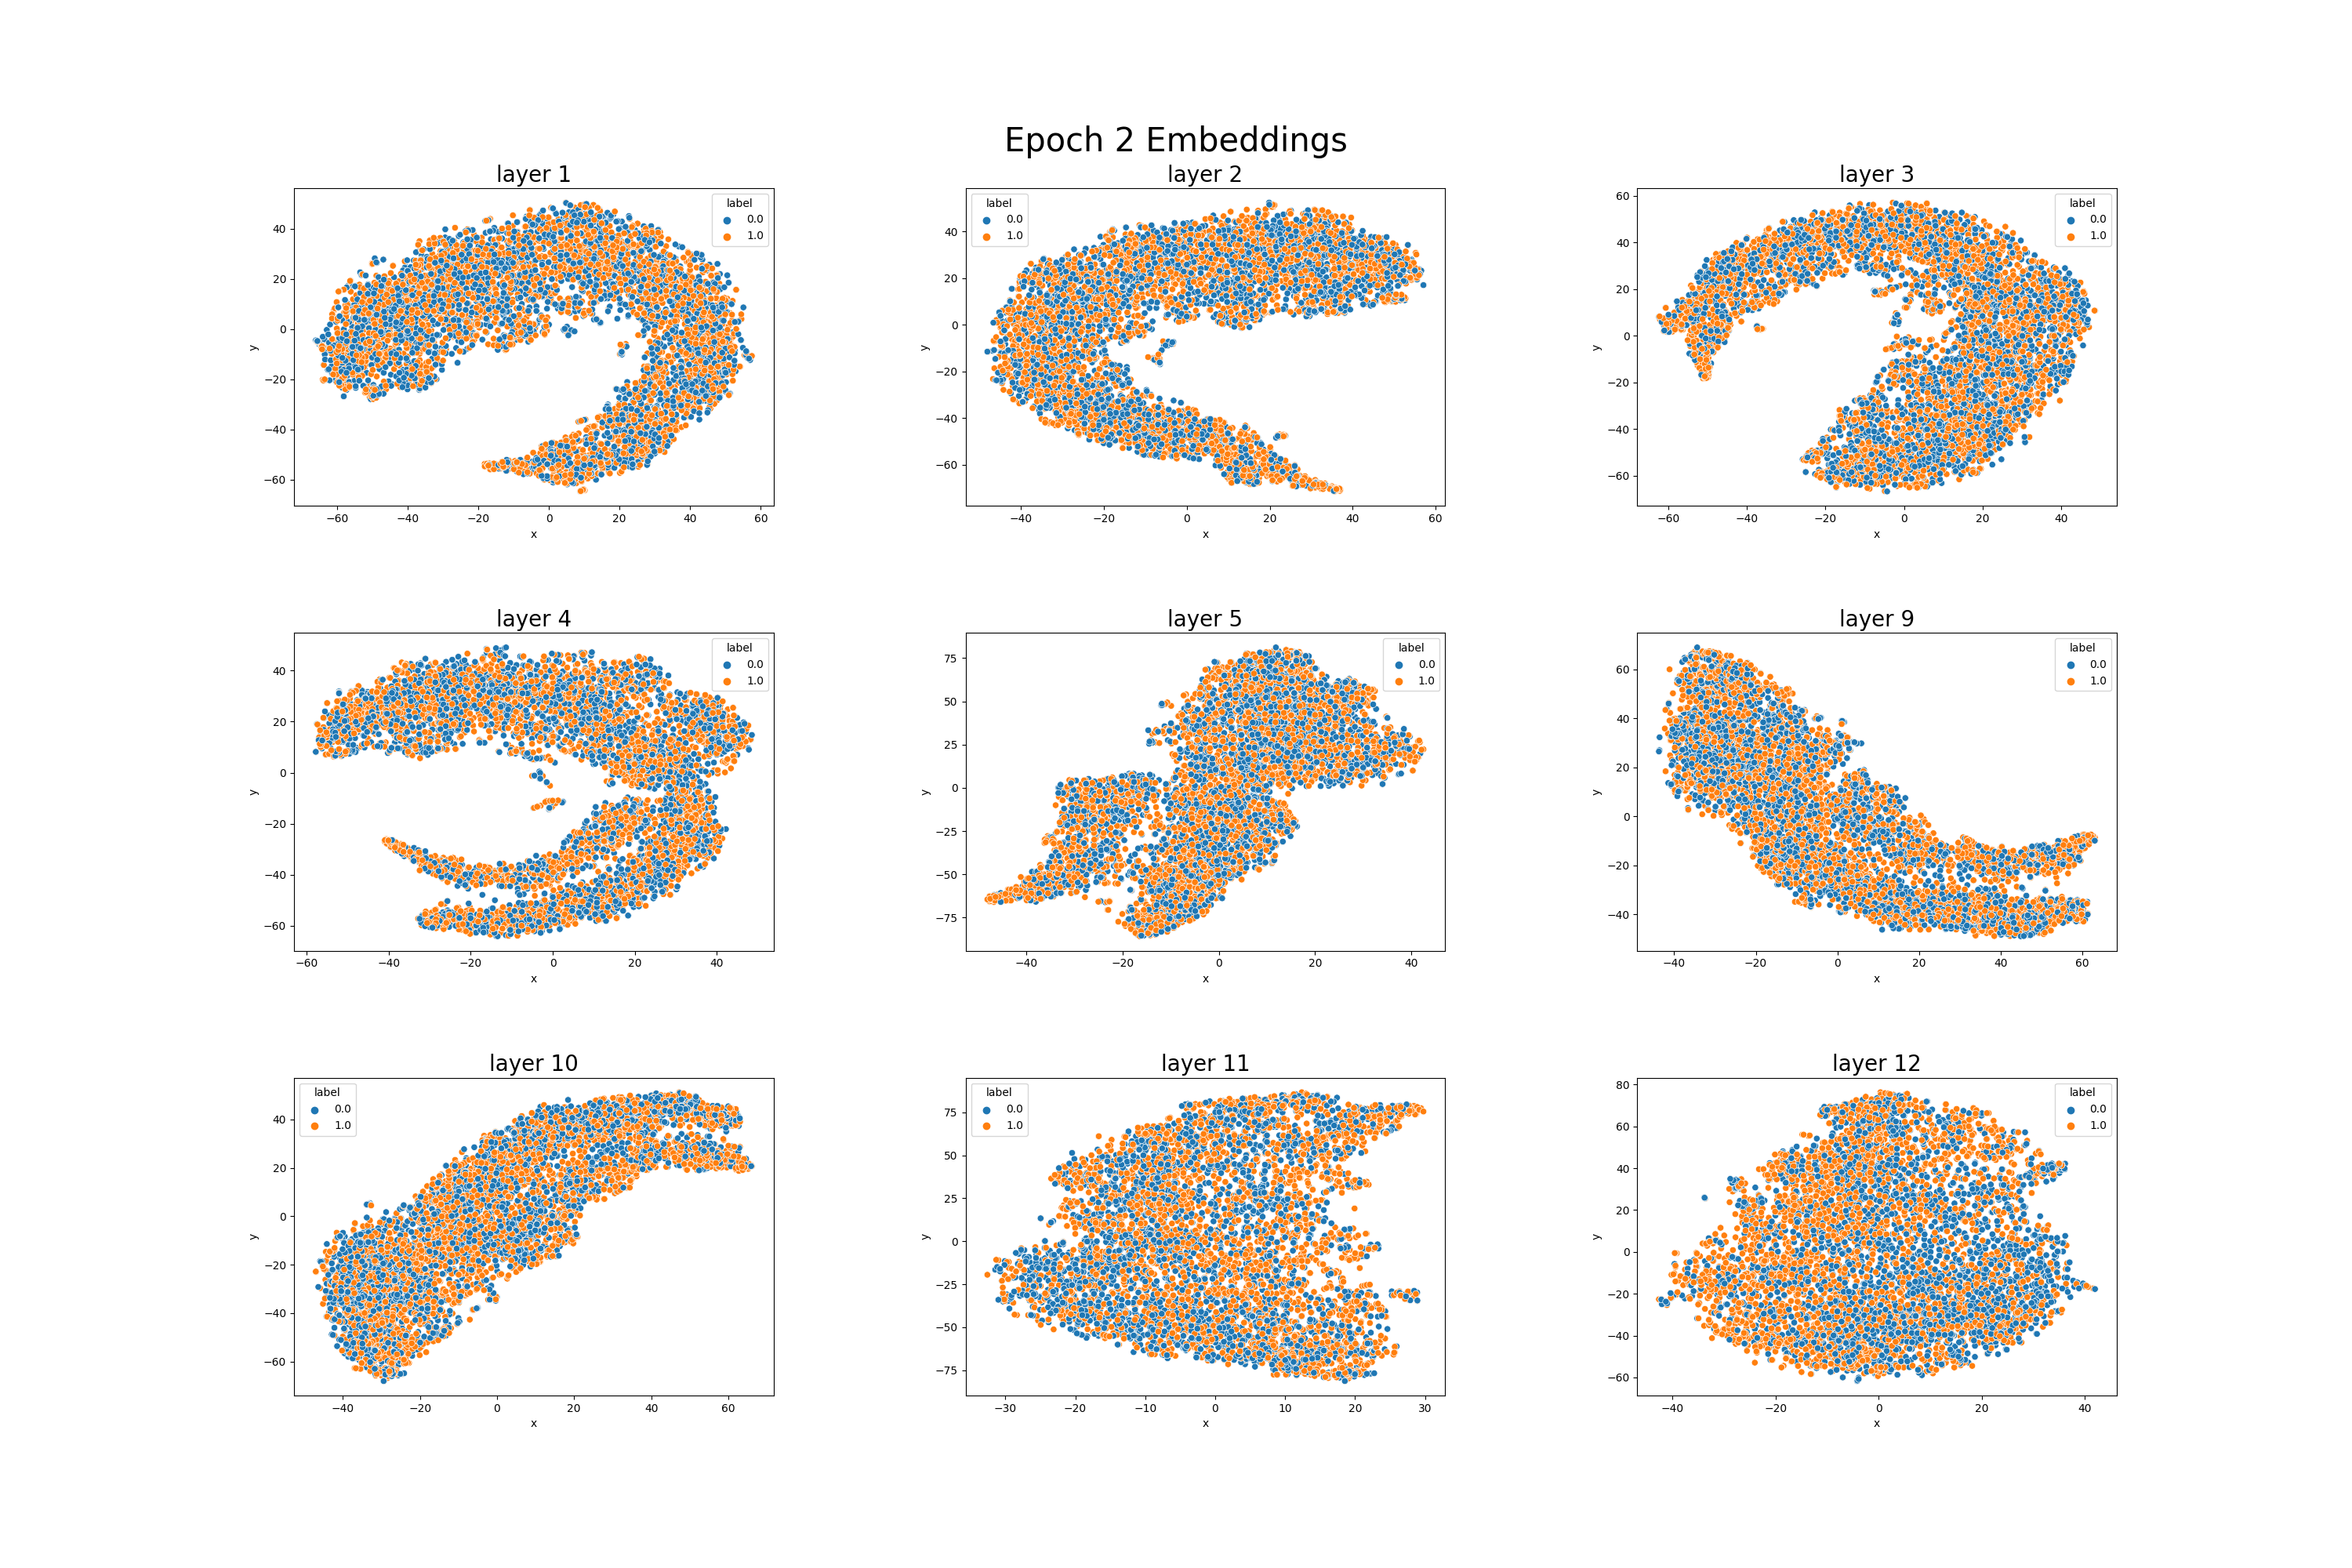 Epoch 2 Embeddings
layer 1
label
0.0
1.0
40
20
0
−20
−40
−60
y
−60 −40 −20 0 20 40 60
x
layer 2
label
0.0
1.0
40
20
0
−20
−40
−60
y
−40 −20 0 20 40 60
x
layer 3
label
0.0
1.0
60
40
20
0
−20
−40
−60
y
−60 −40 −20 0 20 40
x
layer 4
label
0.0
1.0
40
20
0
−20
−40
−60
y
−60 −40 −20 0 20 40
x
layer 5
label
0.0
1.0
75
50
25
0
−25
−50
−75
y
−40 −20 0 20 40
x
layer 9
label
0.0
1.0
60
40
20
0
−20
−40
y
−40 −20 0 20 40 60
x
layer 10
label
0.0
1.0
40
20
0
−20
−40
−60
y
−40 −20 0 20 40 60
x
layer 11
label
0.0
1.0
75
50
25
0
−25
−50
−75
y
−30 −20 −10 0 10 20 30
x
layer 12
label
0.0
1.0
80
60
40
20
0
−20
−40
−60
y
−40 −20 0 20 40
x